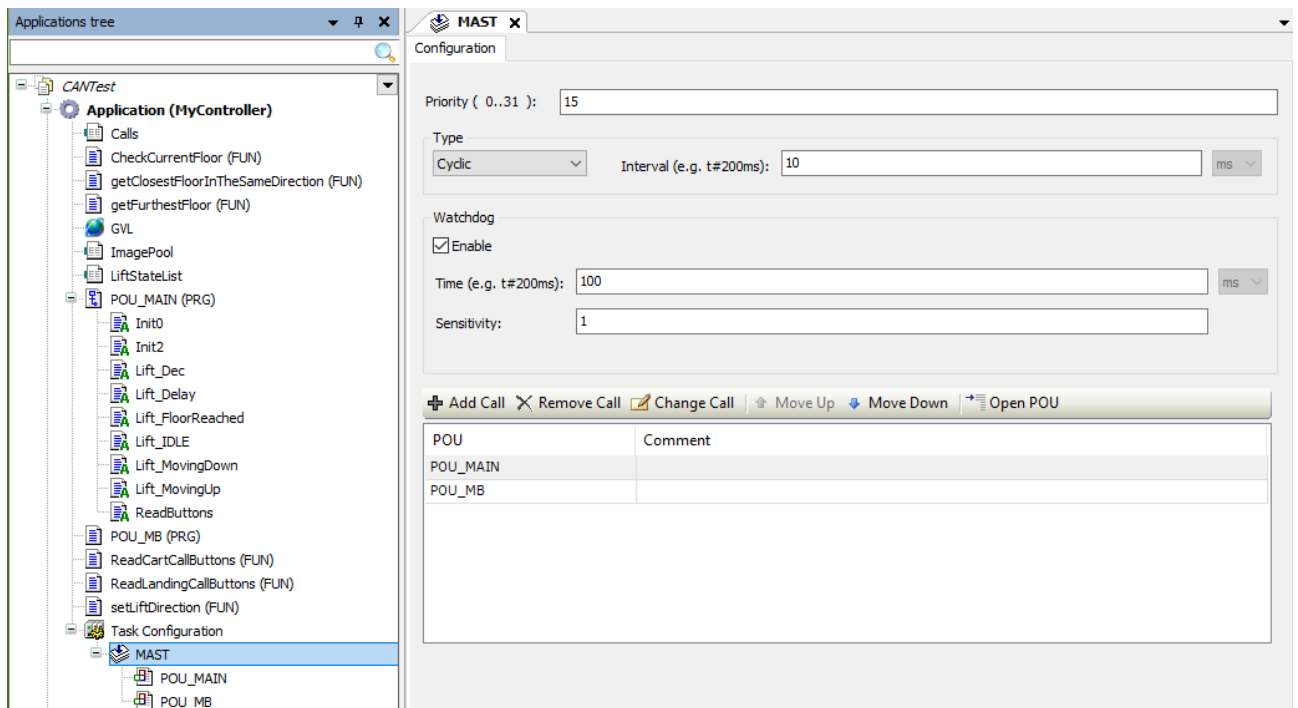 Applications tree
CANTest
Application (MyController)
Calls
CheckCurrentFloor (FUN)
getClosestFloorInTheSameDirection (FUN)
getFurthestFloor (FUN)
GVL
ImagePool
LiftStateList
POU_MAIN (PRG)
Init0
Init2
Lift_Dec
Lift_Delay
Lift_FloorReached
Lift_IDLE
Lift_MovingDown
Lift_MovingUp
ReadButtons
POU_MB (PRG)
ReadCartCallButtons (FUN)
ReadLandingCallButtons (FUN)
setLiftDirection (FUN)
Task Configuration
MAST
POU_MAIN
POU_MB
MAST
Configuration
Priority ( 0..31 ): 15
Type
Cyclic Interval (e.g. t#200ms): 10 ms
Watchdog
Enable
Time (e.g. t#200ms): 100 ms
Sensitivity: 1
Add Call Remove Call Change Call Move Up Move Down Open POU
POU Comment
POU_MAIN
POU_MB